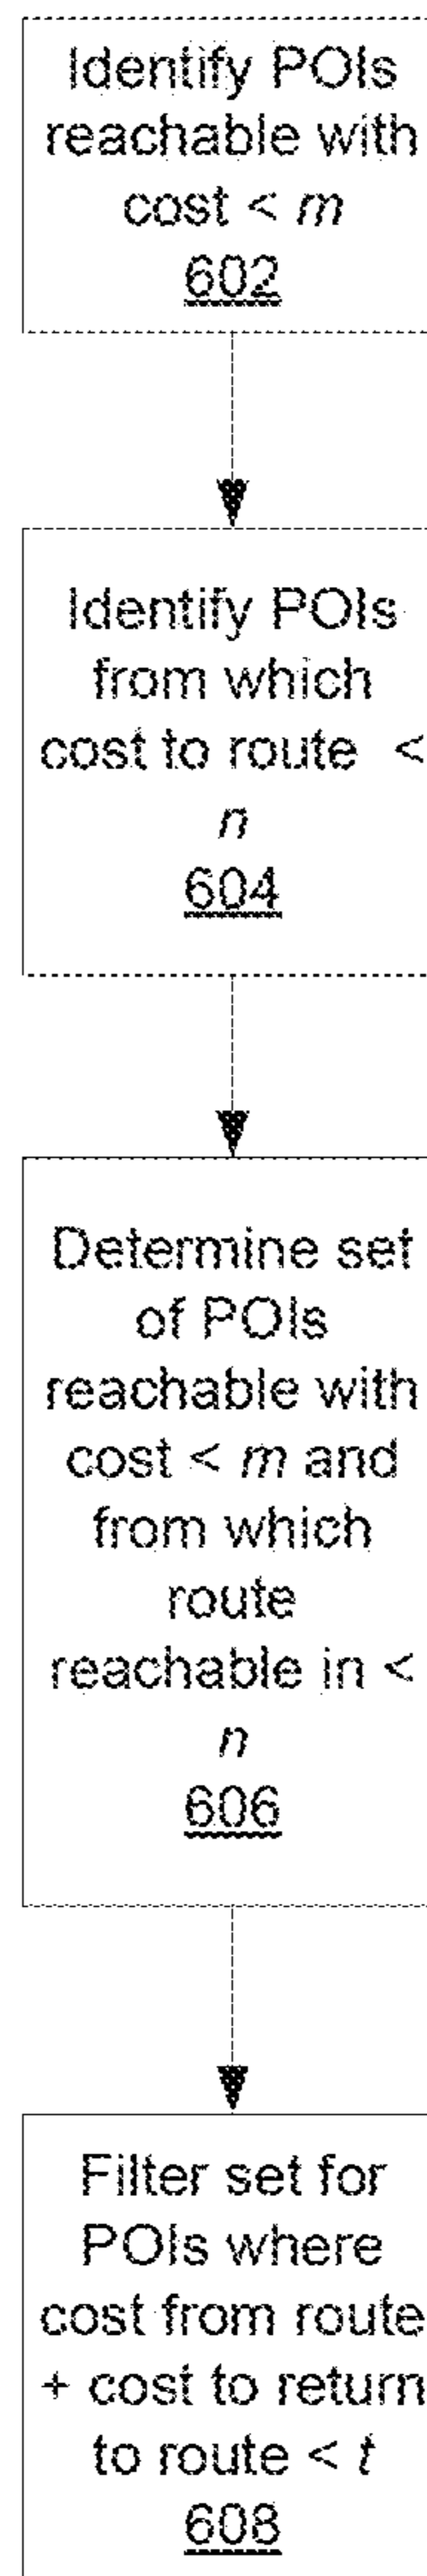 Identify POIs
reachable with
cost < m
602
Identify POIs
from which
cost to route <
n
604
Determine set
of POIs
reachable with
cost < m and
from which
route
reachable in <
n
606
Filter set for
POIs where
cost from route
+ cost to return
to route < t
608